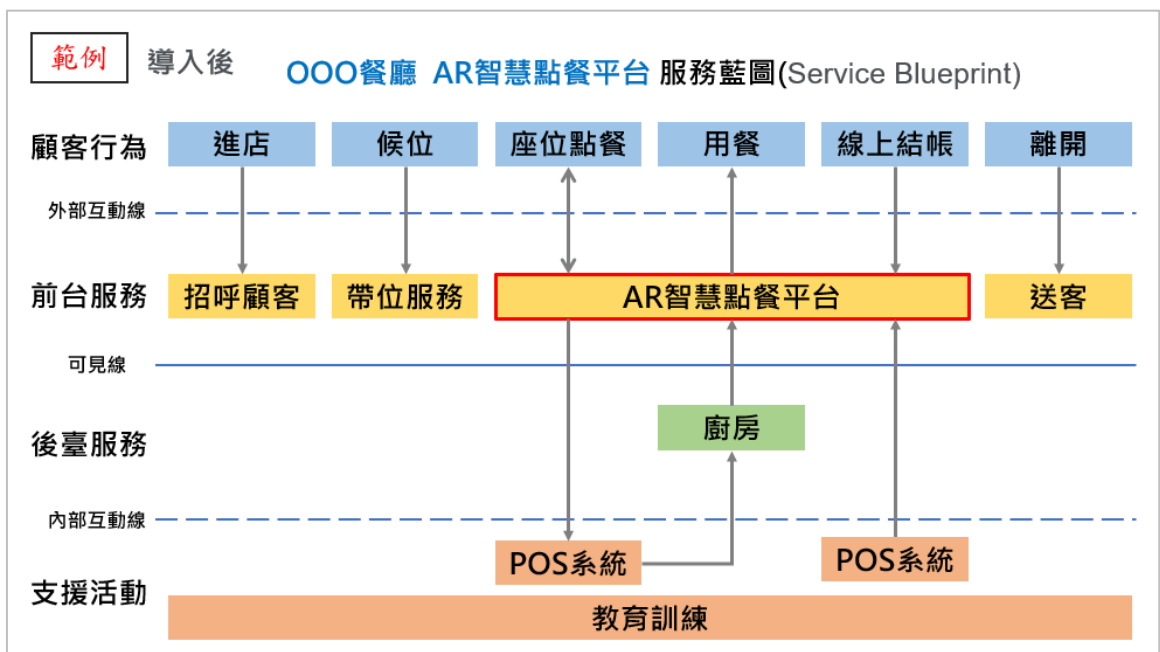 範例 導入後 OOO餐廳 AR智慧點餐平台 服務藍圖(Service Blueprint)
顧客行為 進店 候位 座位點餐 用餐 線上結帳 離開
外部互動線
前台服務 招呼顧客 帶位服務 AR智慧點餐平台 送客
可見線
後臺服務 廚房
內部互動線
POS系統 POS系統
支援活動
教育訓練